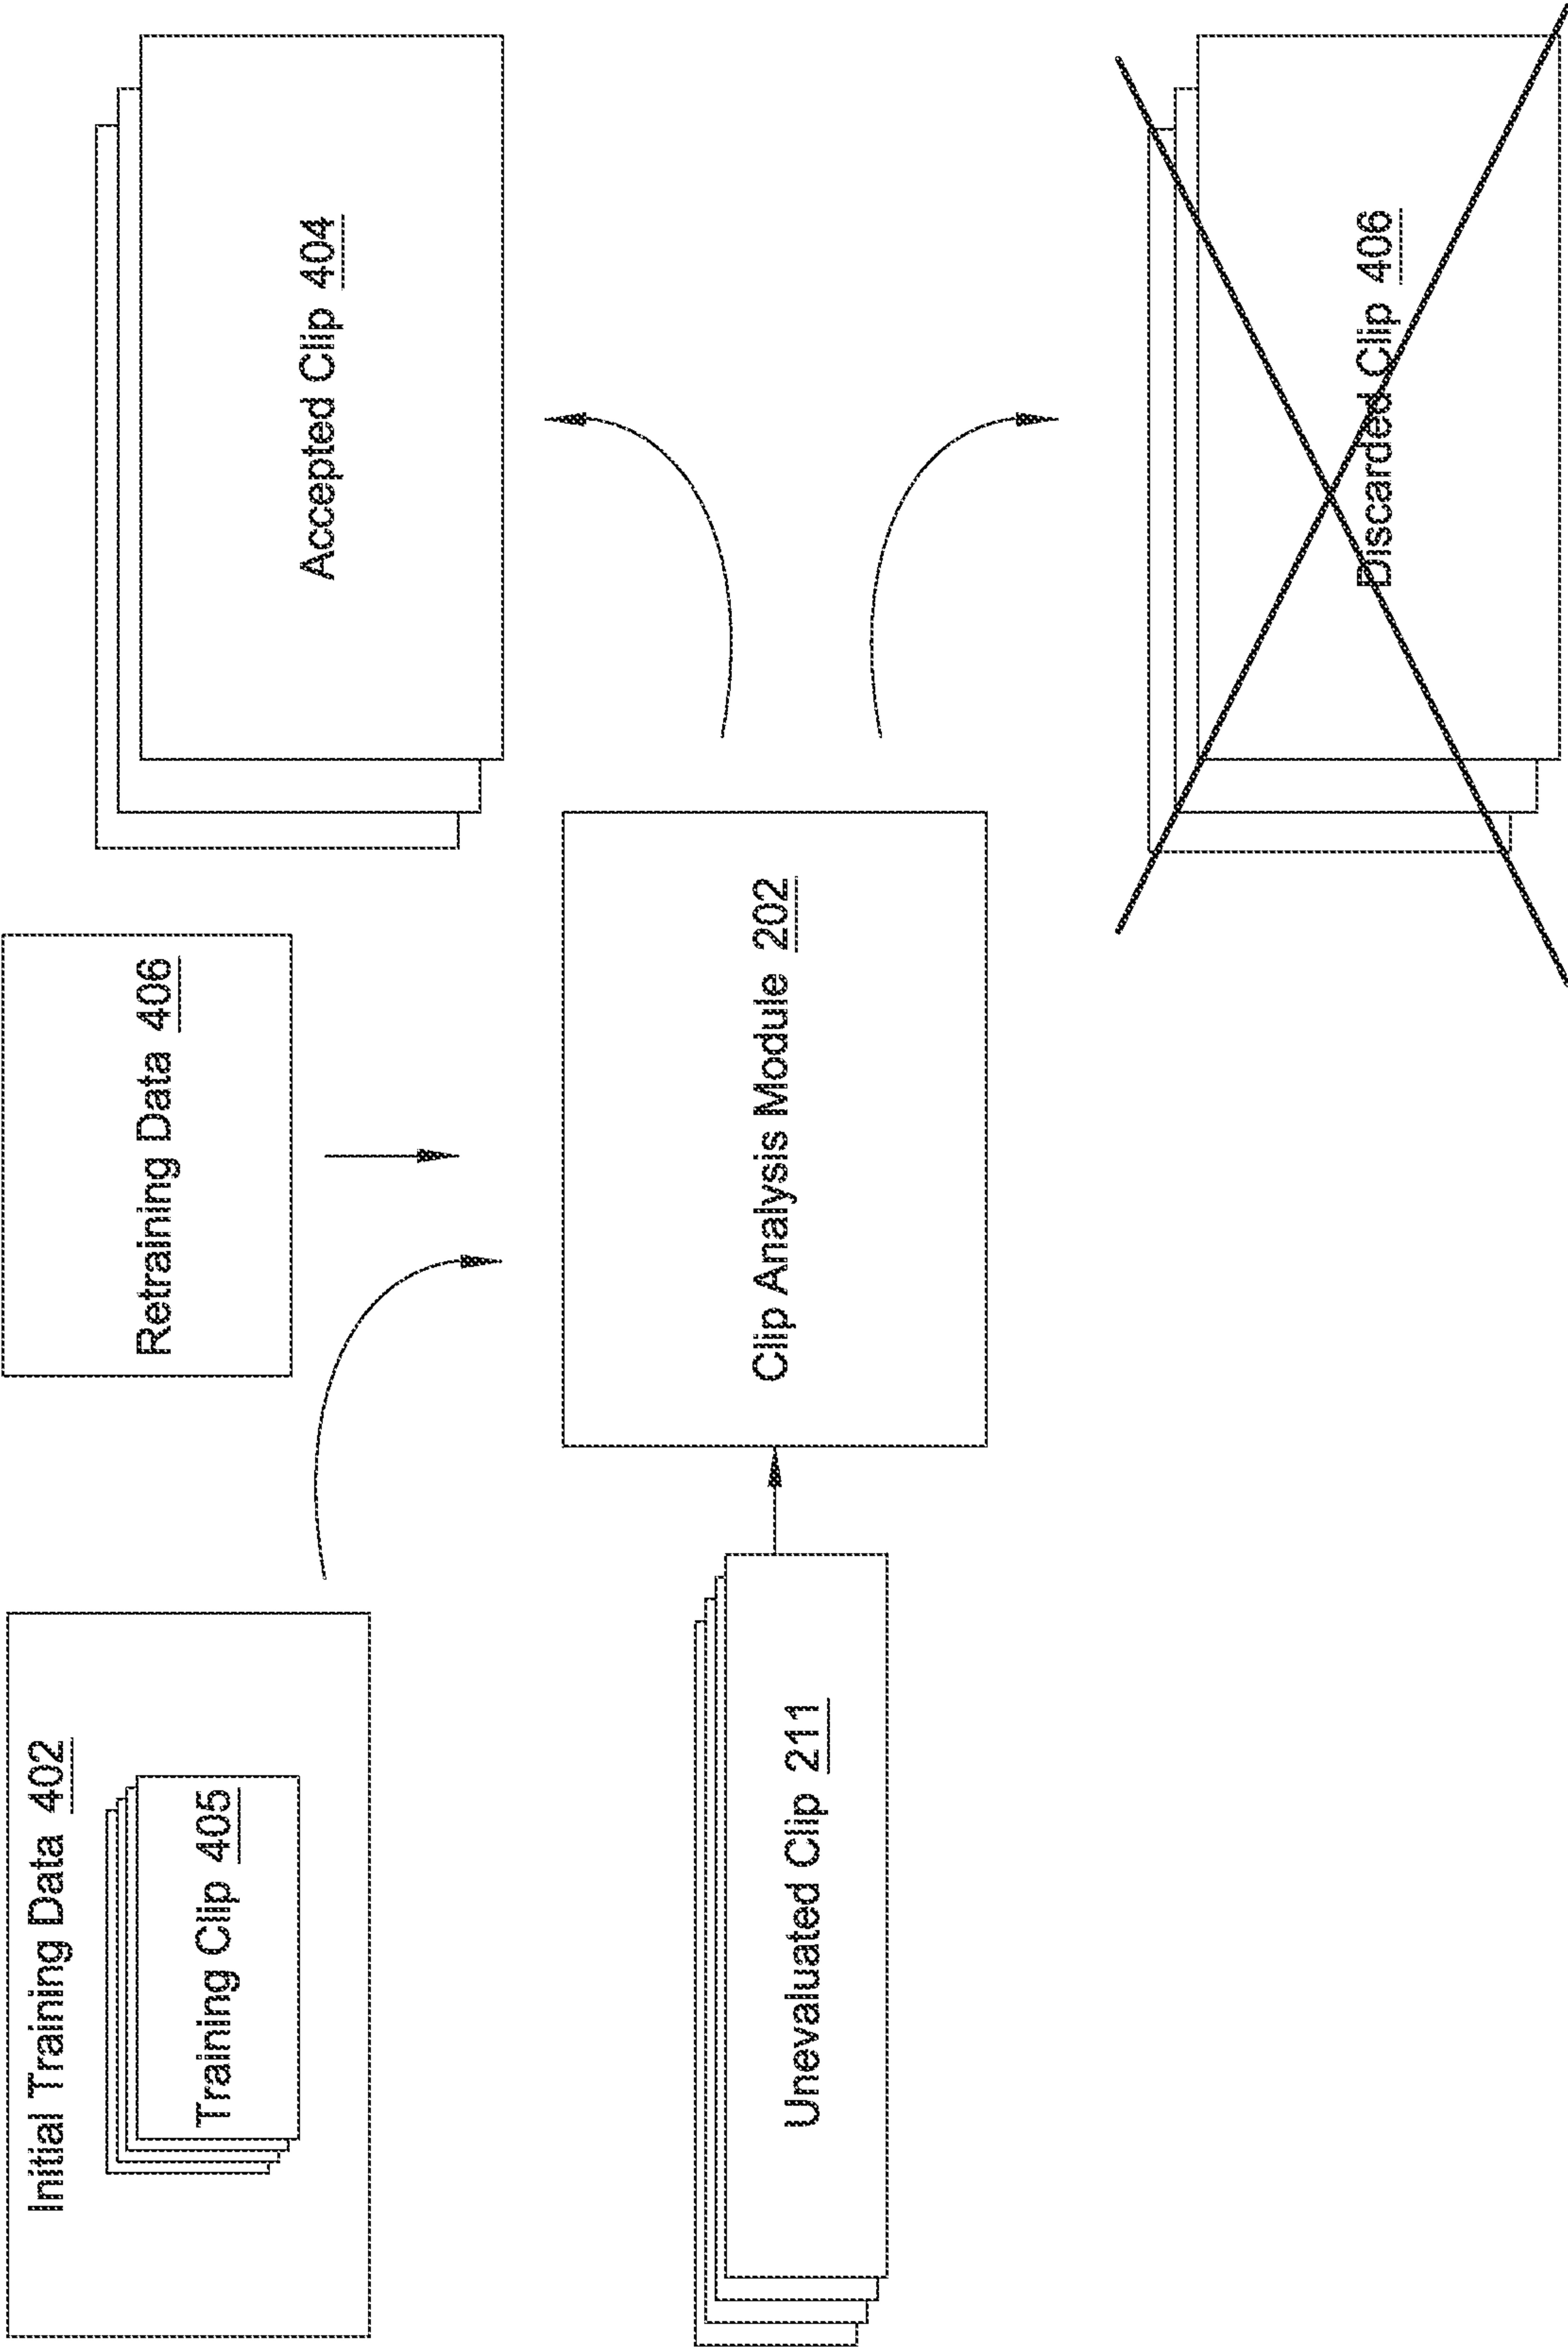 Initial Training Data 402
Training Clip 405
Retraining Data 406
Accepted Clip 404
Unevaluated Clip 211
Clip Analysis Module 202
Discarded Clip 406